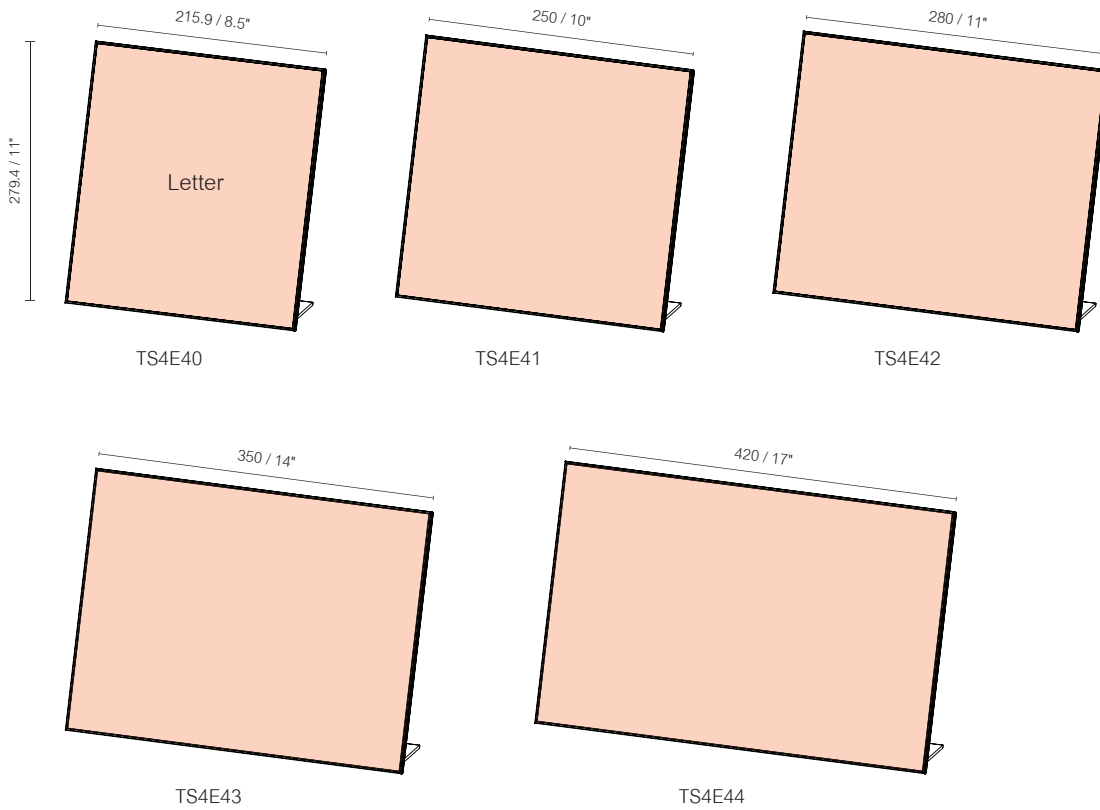 215.9 / 8.5"
250 / 10"
280 / 11"
279.4 / 11"
Letter
TS4E40
TS4E41
TS4E42
350 / 14"
420 / 17"
TS4E43
TS4E44